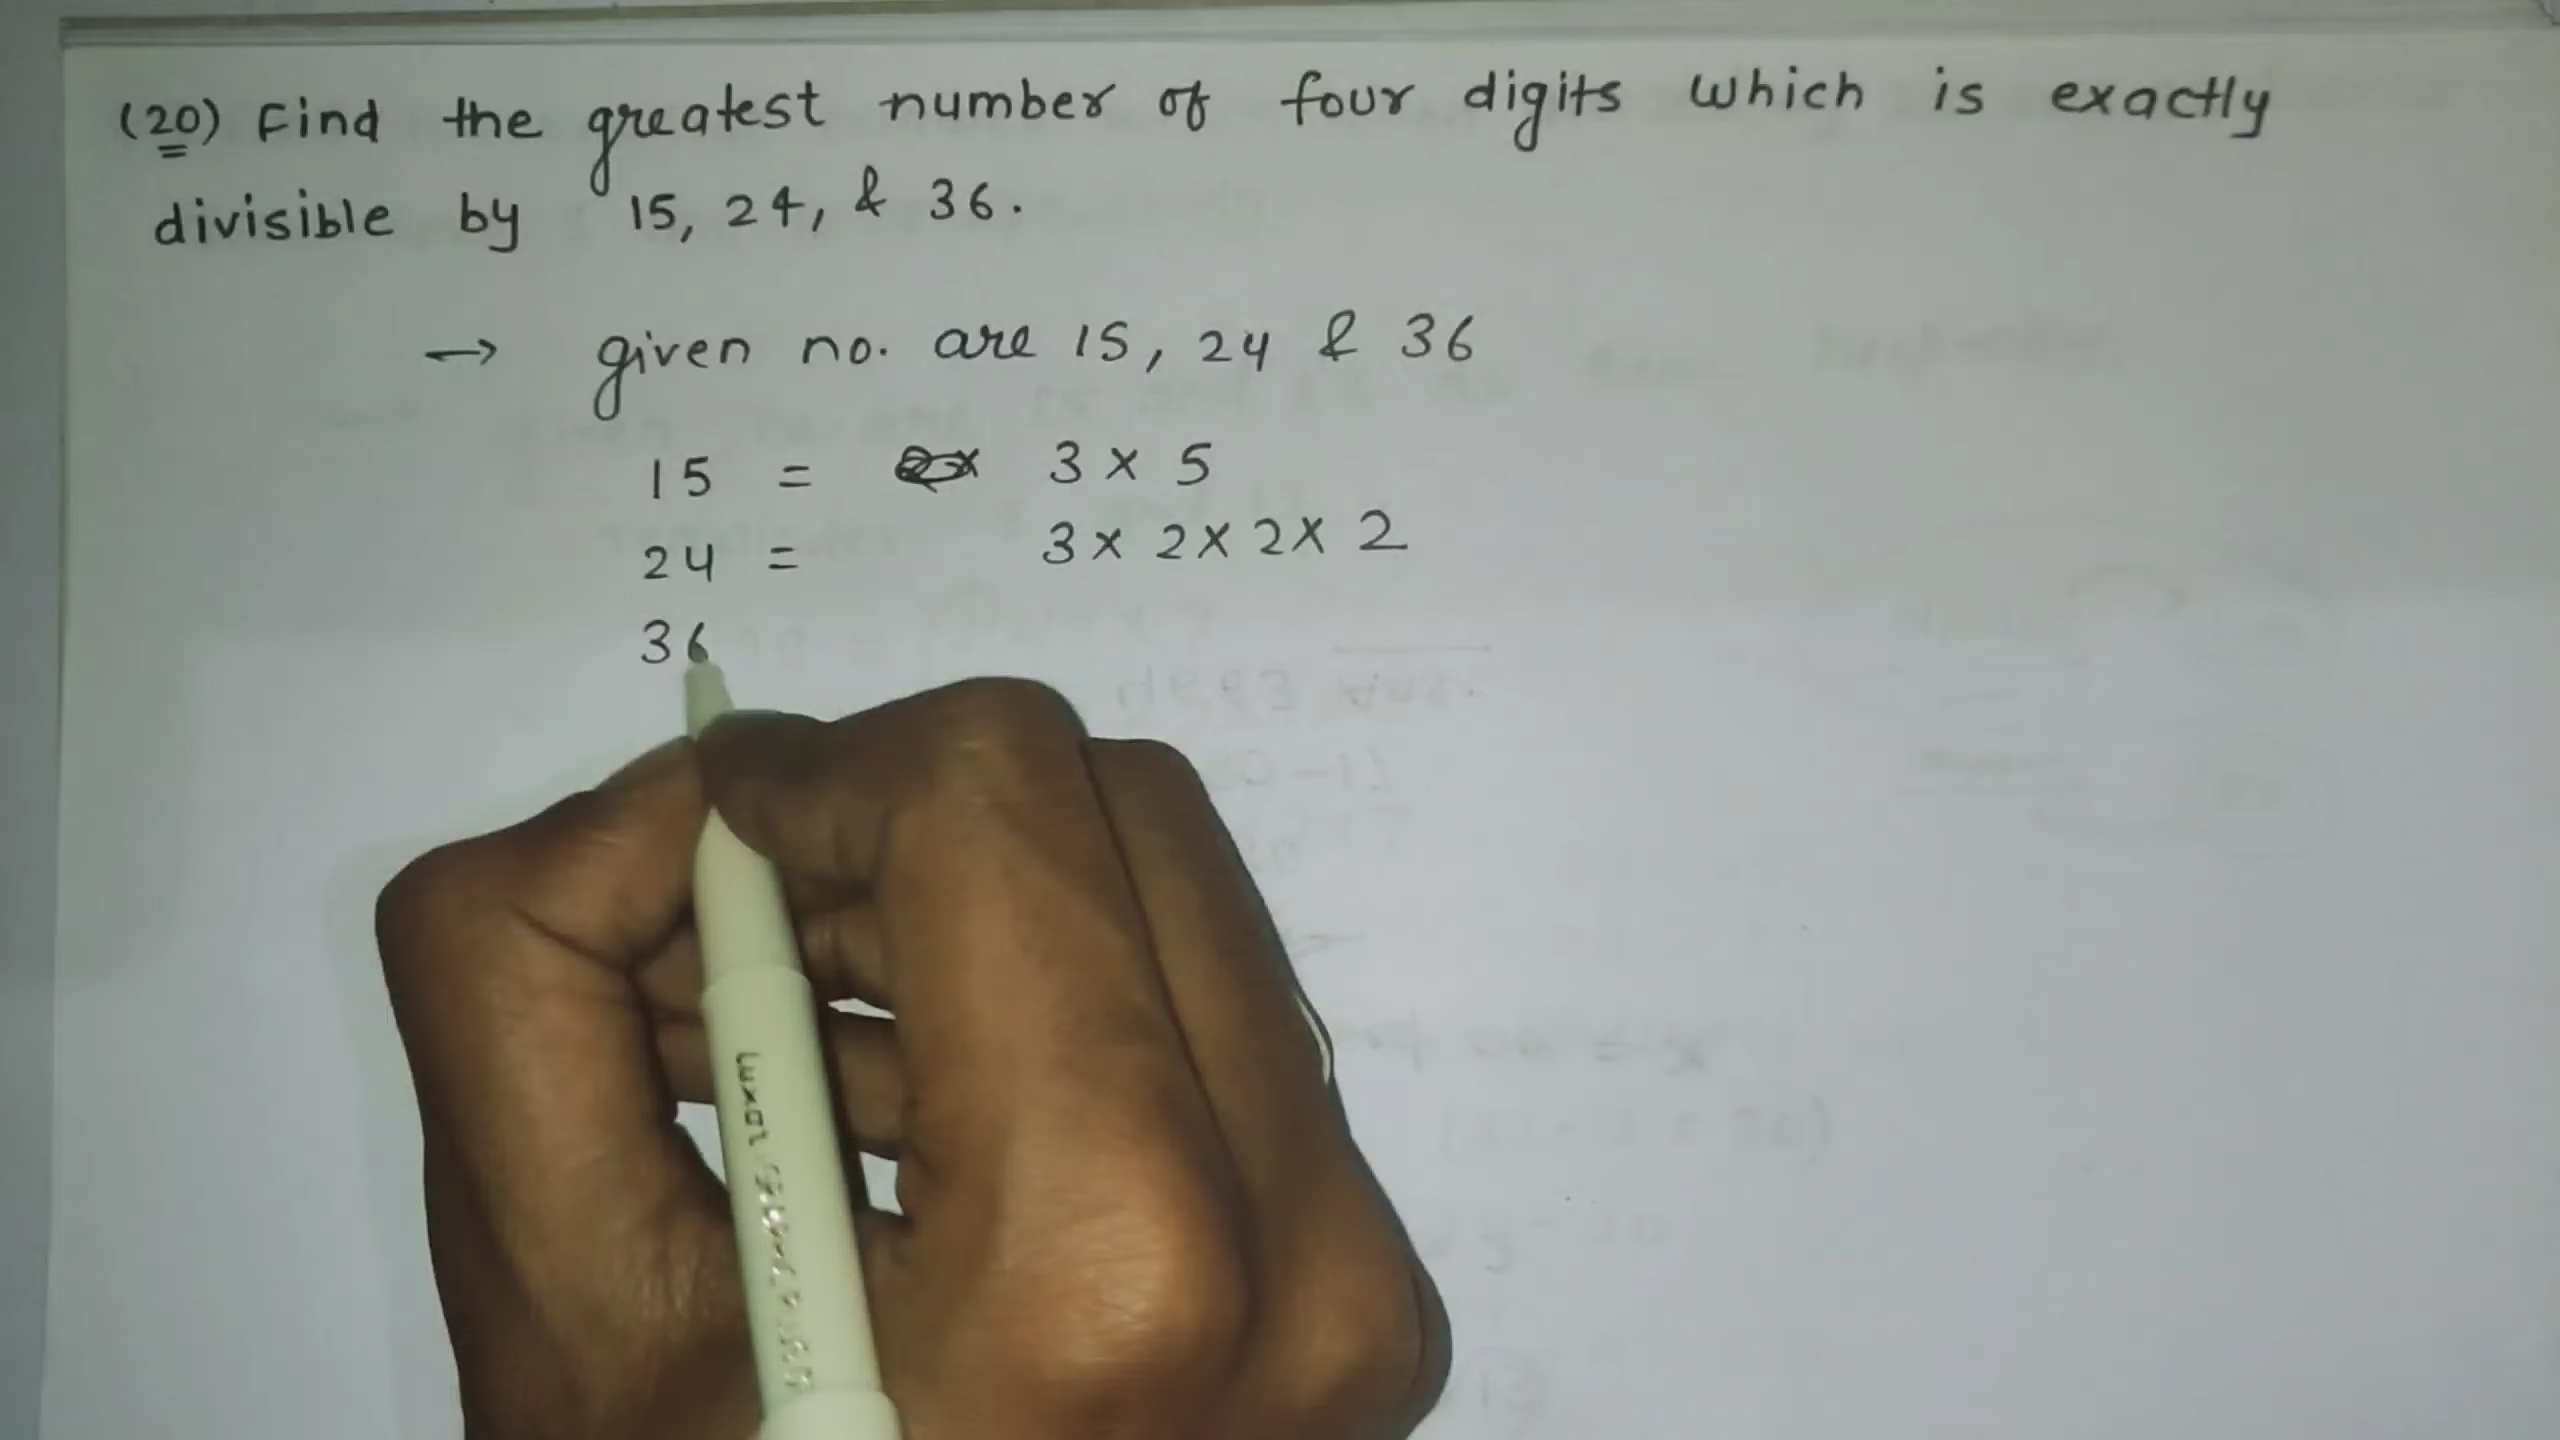 (20) Find the greatest number of four digits which is exactly
divisible by 15, 24, & 36.
→ given no. are 15, 24 & 36
15 = 3 × 5
24 = 3 × 2 × 2 × 2
36